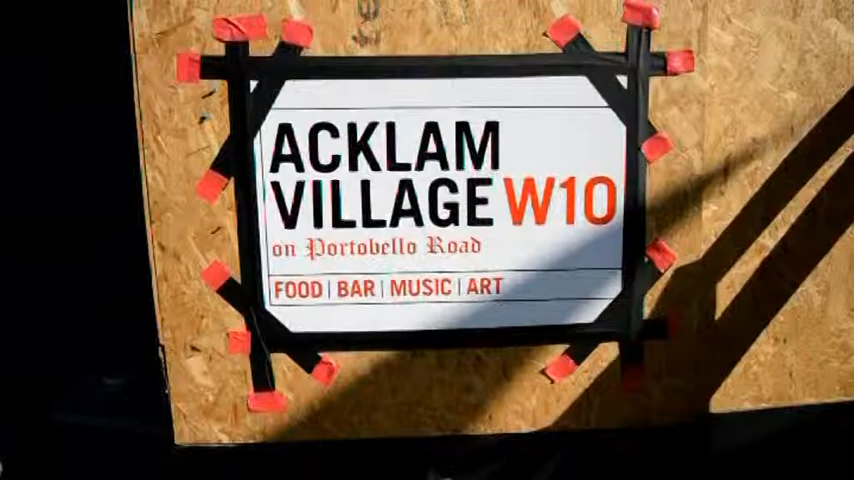 ACKLAM
VILLAGE W10
on Portobello Road
FOOD | BAR | MUSIC | ART